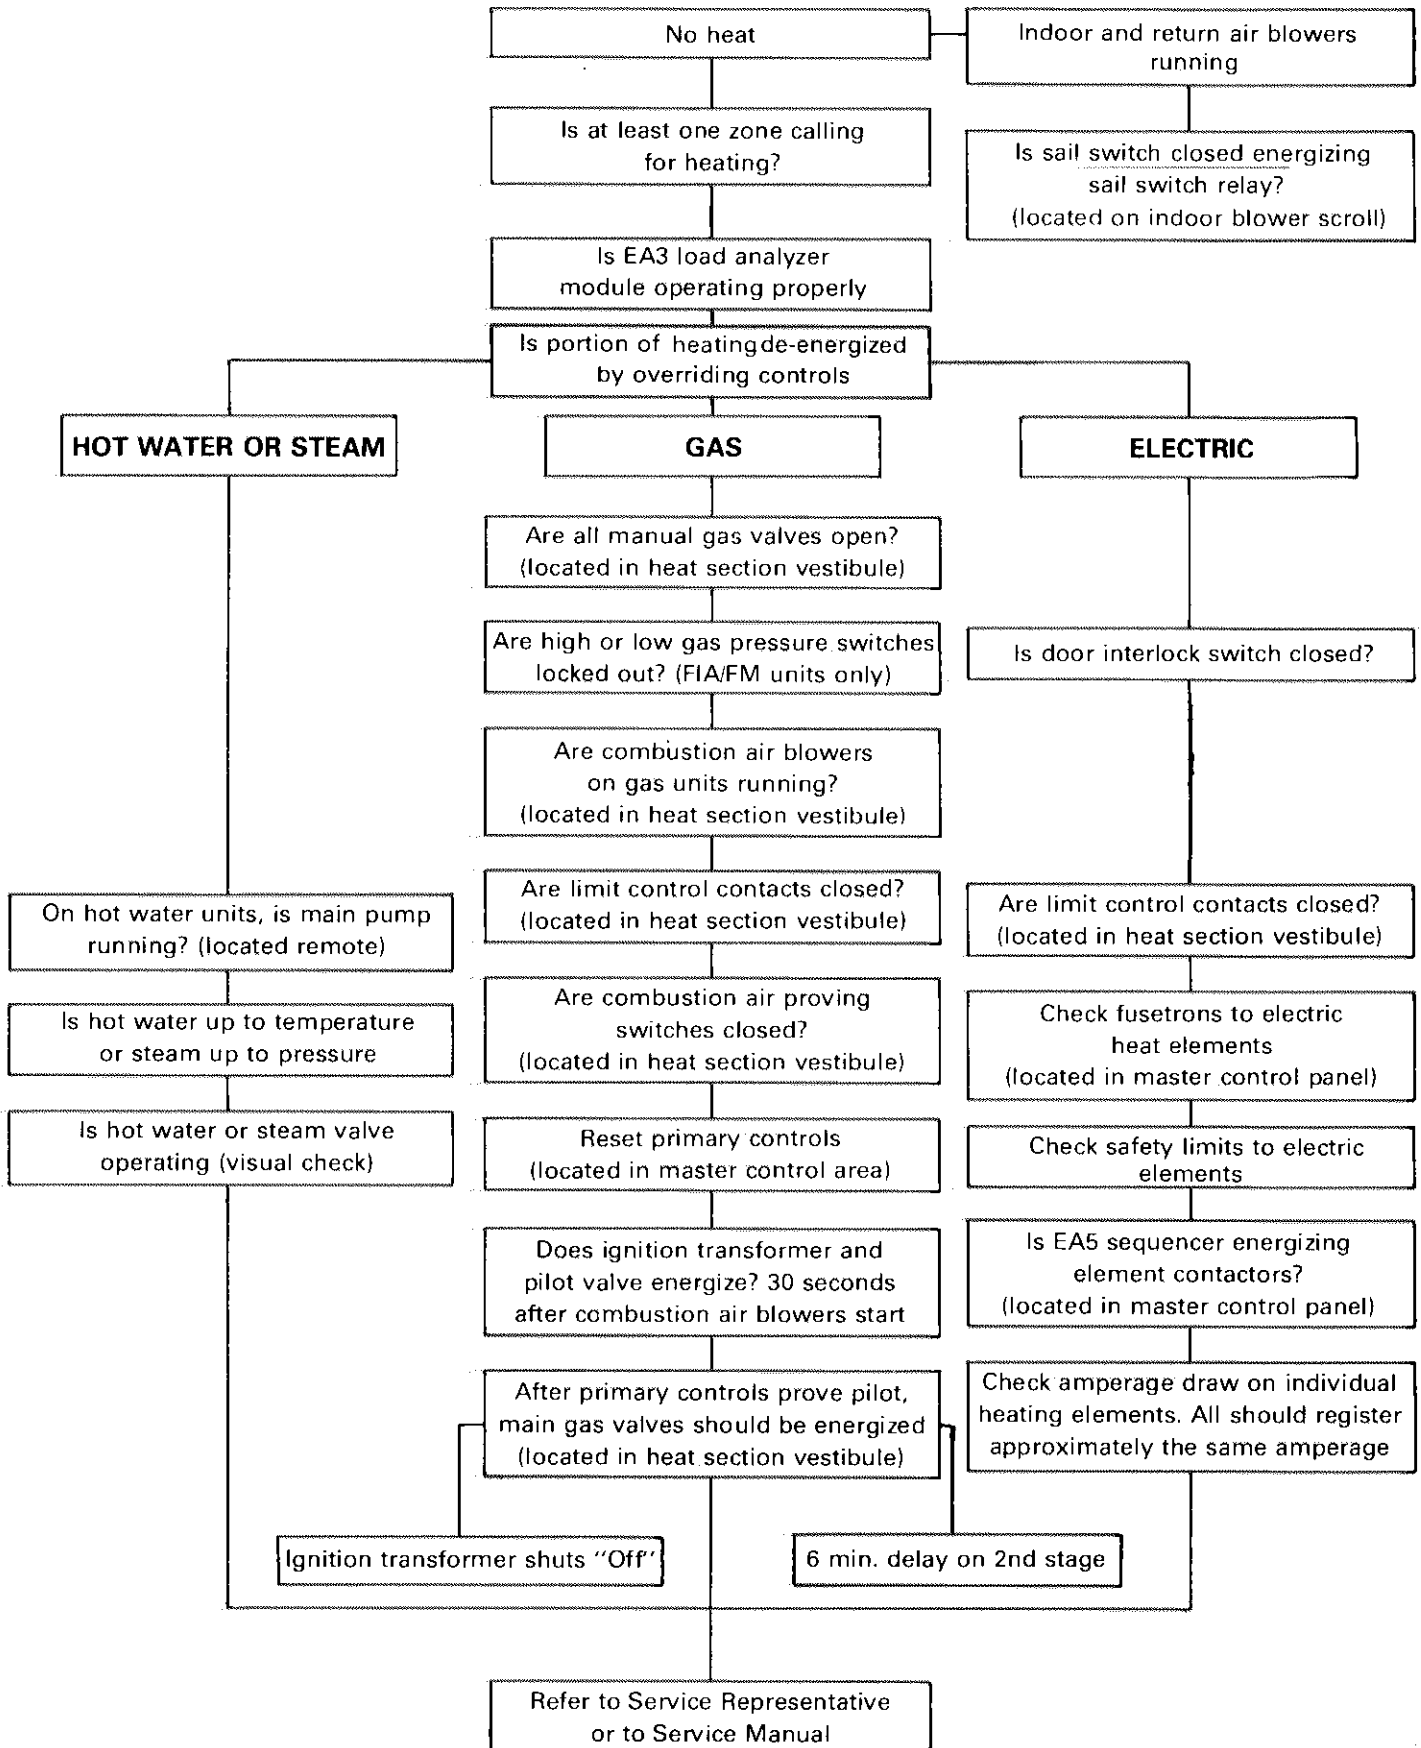 No heat
Indoor and return air blowers
running
Is at least one zone calling
for heating?
Is sail switch closed energizing
sail switch relay?
(located on indoor blower scroll)
Is EA3 load analyzer
module operating properly
Is portion of heating de-energized
by overriding controls
HOT WATER OR STEAM
GAS
ELECTRIC
Are all manual gas valves open?
(located in heat section vestibule)
Are high or low gas pressure switches
locked out? (FIA/FM units only)
Is door interlock switch closed?
Are combustion air blowers
on gas units running?
(located in heat section vestibule)
On hot water units, is main pump
running? (located remote)
Are limit control contacts closed?
(located in heat section vestibule)
Are limit control contacts closed?
(located in heat section vestibule)
Is hot water up to temperature
or steam up to pressure
Are combustion air proving
switches closed?
(located in heat section vestibule)
Check fusetrons to electric
heat elements
(located in master control panel)
Is hot water or steam valve
operating (visual check)
Reset primary controls
(located in master control area)
Check safety limits to electric
elements
Does ignition transformer and
pilot valve energize? 30 seconds
after combustion air blowers start
Is EA5 sequencer energizing
element contactors?
(located in master control panel)
After primary controls prove pilot,
main gas valves should be energized
(located in heat section vestibule)
Check amperage draw on individual
heating elements. All should register
approximately the same amperage
Ignition transformer shuts "Off"
6 min. delay on 2nd stage
Refer to Service Representative
or to Service Manual